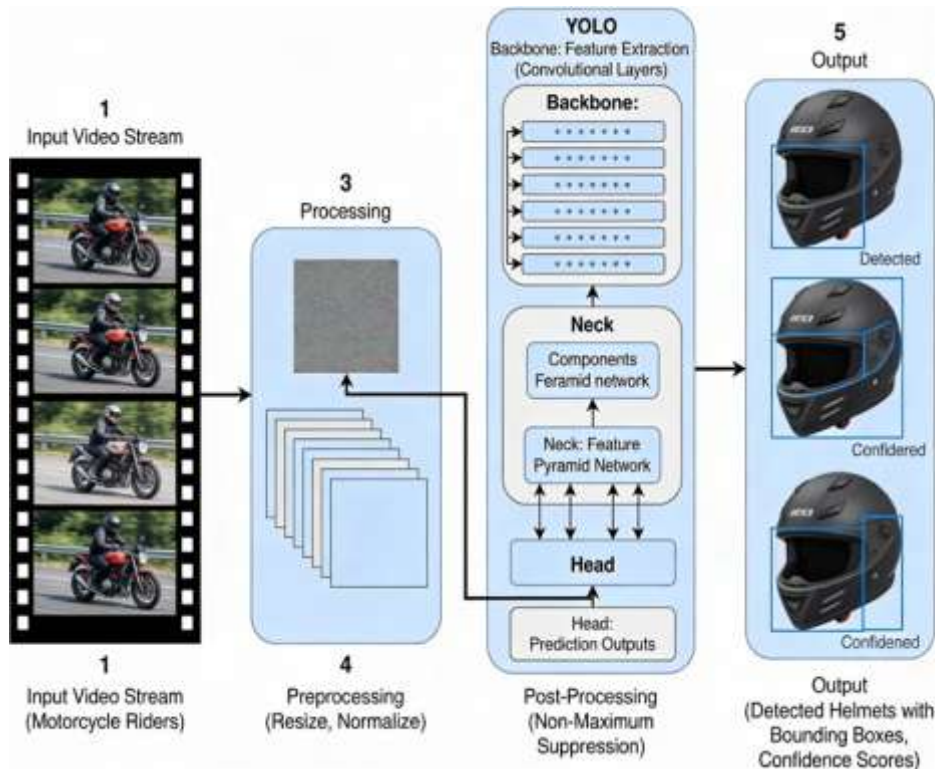 1
Input Video Stream
1
Input Video Stream
(Motorcycle Riders)
3
Processing
4
Preprocessing
(Resize, Normalize)
YOLO
Backbone: Feature Extraction
(Convolutional Layers)
Backbone:
Neck
Components
Feramid network
Neck: Feature
Pyramid Network
Head
Head:
Prediction Outputs
Post-Processing
(Non-Maximum
Suppression)
5
Output
Detected
Confidered
Confidened
Output
(Detected Helmets with
Bounding Boxes,
Confidence Scores)